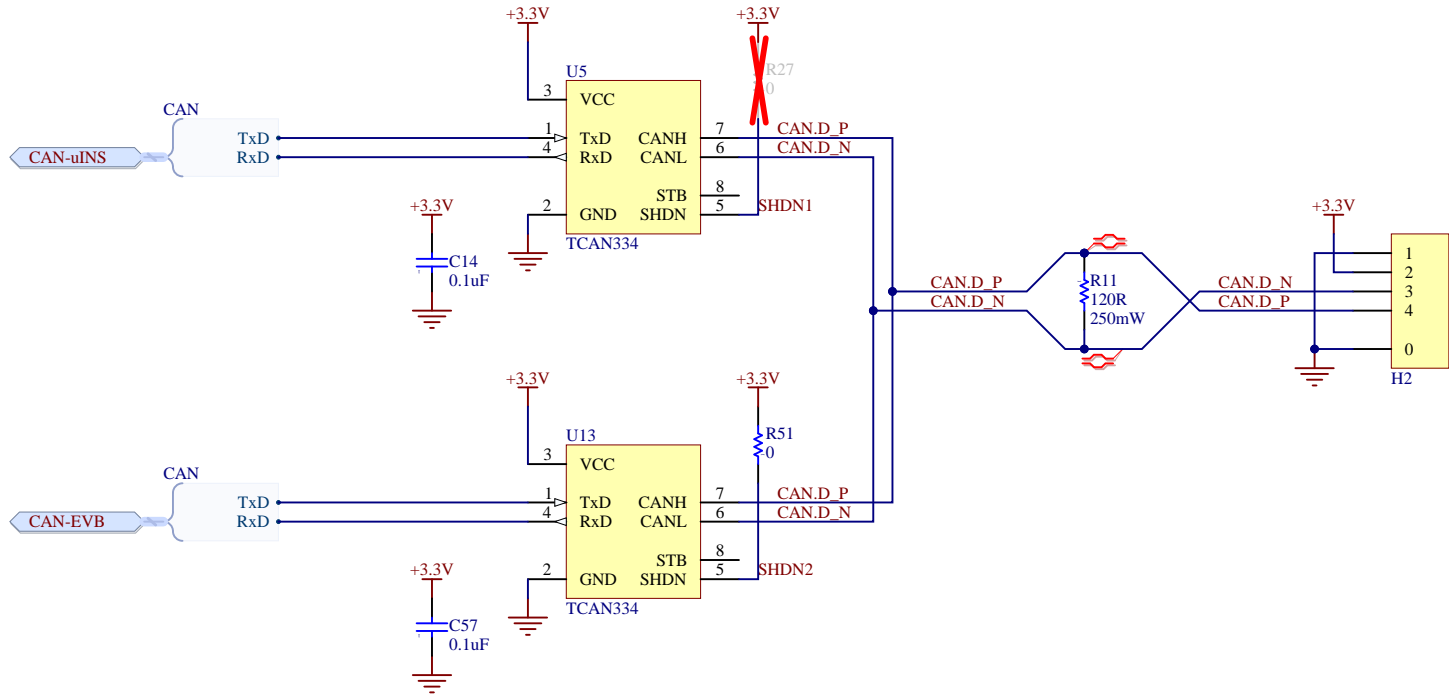 +3.3V
+3.3V
U5
R27
0
3 VCC
CAN
TxD
RxD
CAN-uINS
1 TxD CANH 7 CAN.D_P
4 RxD CANL 6 CAN.D_N
STB 8
2 GND SHDN 5 SHDN1
TCAN334
+3.3V
C14
0.1uF
+3.3V
CAN.D_P
CAN.D_N
R11
120R
250mW
CAN.D_N
CAN.D_P
1
2
3
4
0
H2
+3.3V
+3.3V
U13
R51
0
3 VCC
CAN
TxD
RxD
CAN-EVB
1 TxD CANH 7 CAN.D_P
4 RxD CANL 6 CAN.D_N
STB 8
2 GND SHDN 5 SHDN2
TCAN334
+3.3V
C57
0.1uF